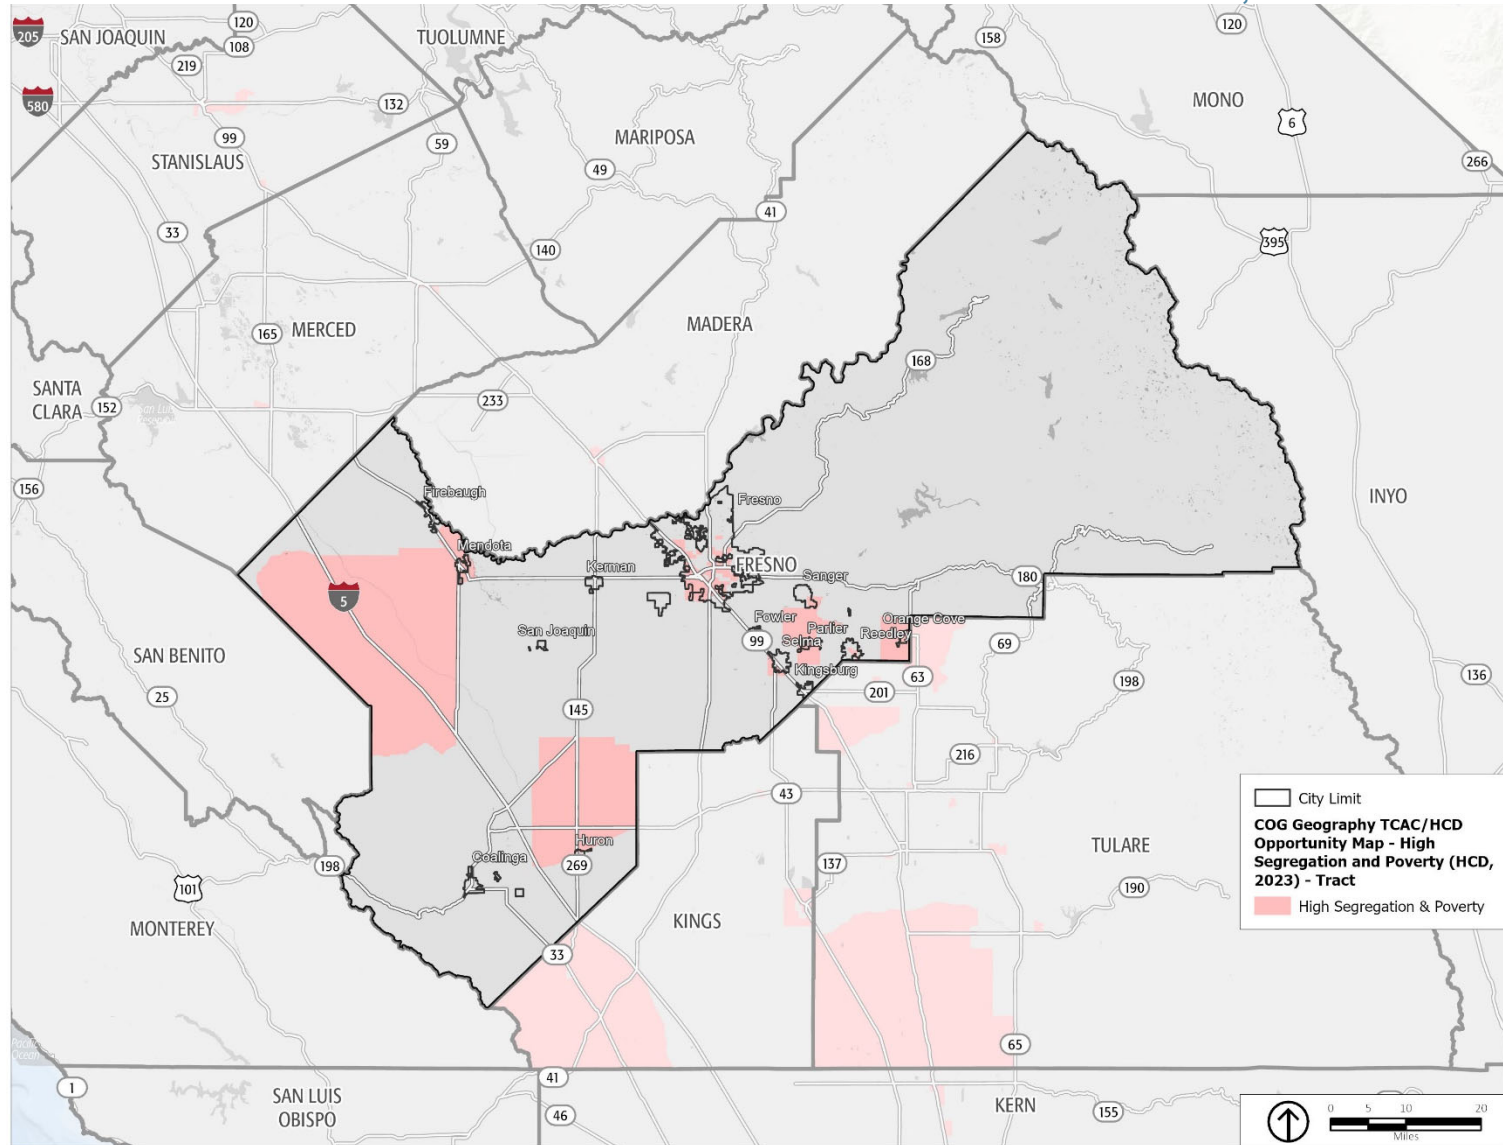 120
205
SAN JOAQUIN
108
TUOLUMNE
158
120
219
580
132
MONO
6
99
59
MARIPOSA
STANISLAUS
49
266
41
33
140
395
MADERA
165
MERCED
168
SANTA
CLARA
152
San Luis
233
156
Firebaugh
Fresno
INYO
Mendota
Kerman
FRESNO
Sanger
180
5
Fowler
Orange Cove
San Joaquin
99
Selma
Parlier
Reedley
69
SAN BENITO
Kingsburg
63
198
136
25
201
145
216
43
City Limit
COG Geography TCAC/HCD
Opportunity Map - High
Segregation and Poverty (HCD,
2023) - Tract
High Segregation & Poverty
Huron
TULARE
Coalinga
198
269
137
101
190
MONTEREY
KINGS
33
65
Pacific
Ocean
41
1
SAN LUIS
OBISPO
46
KERN
155
0 5 10 20
Miles